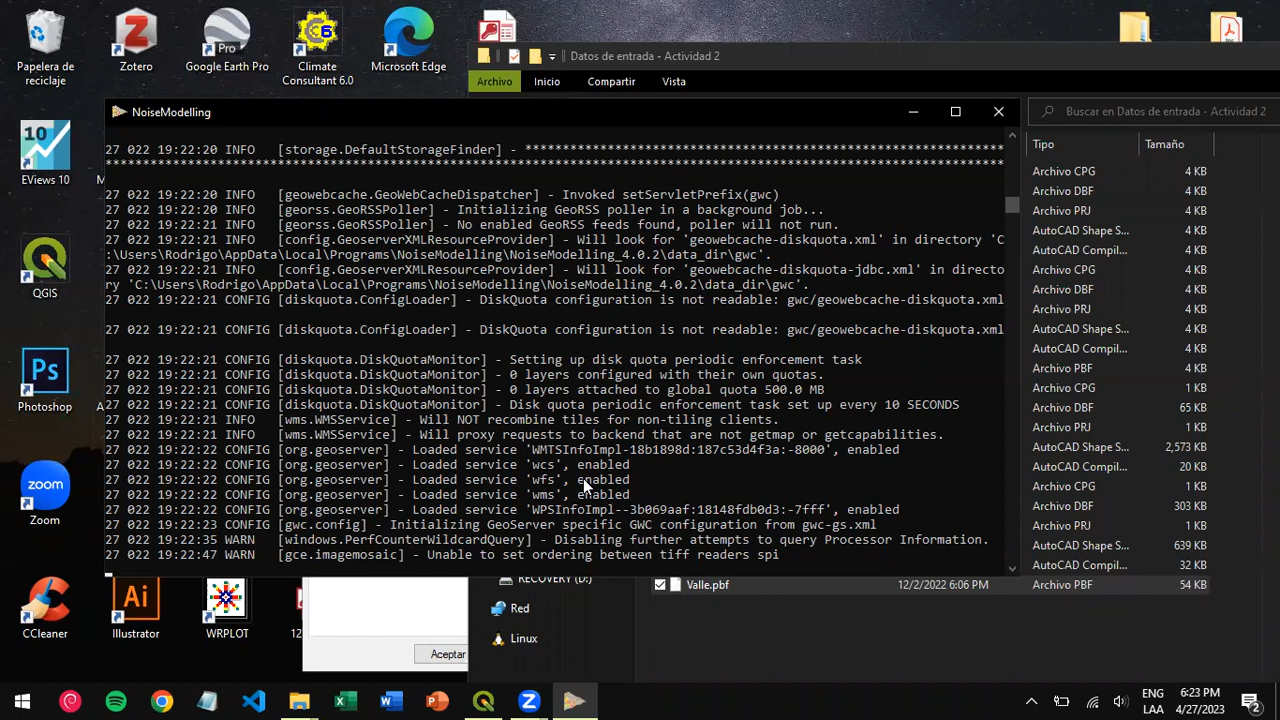 Papelera de
reciclaje
Zotero
Google Earth Pro
Pro
Climate
Consultant 6.0
6
Microsoft Edge
Datos de entrada - Actividad 2
Archivo Inicio Compartir Vista
NoiseModelling
Buscar en Datos de entrada - Actividad 2
Tipo Tamaño
27 022 19:22:20 INFO [storage.DefaultStorageFinder] - ****************************************************
27 022 19:22:20 INFO [geowebcache.GeoWebCacheDispatcher] - Invoked setServletPrefix(gwc)
27 022 19:22:20 INFO [georss.GeoRSSPoller] - Initializing GeoRSS poller in a background job...
27 022 19:22:21 INFO [georss.GeoRSSPoller] - No enabled GeoRSS feeds found, poller will not run.
27 022 19:22:21 INFO [config.GeoserverXMLResourceProvider] - Will look for 'geowebcache-diskquota.xml' in directory 'C
:\Users\Rodrigo\AppData\Local\Programs\NoiseModelling\NoiseModelling_4.0.2\data_dir\gwc'.
27 022 19:22:21 INFO [config.GeoserverXMLResourceProvider] - Will look for 'geowebcache-diskquota-jdbc.xml' in directo
ry 'C:\Users\Rodrigo\AppData\Local\Programs\NoiseModelling\NoiseModelling_4.0.2\data_dir\gwc'.
27 022 19:22:21 CONFIG [diskquota.ConfigLoader] - DiskQuota configuration is not readable: gwc/geowebcache-diskquota.xml
27 022 19:22:21 CONFIG [diskquota.ConfigLoader] - DiskQuota configuration is not readable: gwc/geowebcache-diskquota.xml
27 022 19:22:21 CONFIG [diskquota.DiskQuotaMonitor] - Setting up disk quota periodic enforcement task
27 022 19:22:21 CONFIG [diskquota.DiskQuotaMonitor] - 0 layers configured with their own quotas.
27 022 19:22:21 CONFIG [diskquota.DiskQuotaMonitor] - 0 layers attached to global quota 500.0 MB
27 022 19:22:21 CONFIG [diskquota.DiskQuotaMonitor] - Disk quota periodic enforcement task set up every 10 SECONDS
27 022 19:22:21 INFO [wms.WMSService] - Will NOT recombine tiles for non-tiling clients.
27 022 19:22:21 INFO [wms.WMSService] - Will proxy requests to backend that are not getmap or getcapabilities.
27 022 19:22:22 CONFIG [org.geoserver] - Loaded service 'WMTSInfoImpl-18b1898d:187c53d4f3a:-8000', enabled
27 022 19:22:22 CONFIG [org.geoserver] - Loaded service 'wcs', enabled
27 022 19:22:22 CONFIG [org.geoserver] - Loaded service 'wfs', enabled
27 022 19:22:22 CONFIG [org.geoserver] - Loaded service 'wms', enabled
27 022 19:22:22 CONFIG [org.geoserver] - Loaded service 'WPSInfoImpl--3b069aaf:18148fdb0d3:-7fff', enabled
27 022 19:22:23 CONFIG [gwc.config] - Initializing GeoServer specific GWC configuration from gwc-gs.xml
27 022 19:22:35 WARN [windows.PerfCounterWildcardQuery] - Disabling further attempts to query Processor Information.
27 022 19:22:47 WARN [gce.imagemosaic] - Unable to set ordering between tiff readers spi
Archivo CPG 4 KB
Archivo DBF 4 KB
Archivo PRJ 4 KB
AutoCAD Shape S... 4 KB
AutoCAD Compil... 4 KB
Archivo CPG 4 KB
Archivo DBF 4 KB
Archivo PRJ 4 KB
AutoCAD Shape S... 4 KB
AutoCAD Compil... 4 KB
Archivo PBF 4 KB
Archivo CPG 1 KB
Archivo DBF 65 KB
Archivo PRJ 1 KB
AutoCAD Shape S... 2,573 KB
AutoCAD Compil... 20 KB
Archivo DBF 303 KB
Archivo PRJ 1 KB
AutoCAD Shape S... 639 KB
AutoCAD Compil... 32 KB
Valle.pbf 12/2/2022 6:06 PM Archivo PBF 54 KB
10
EViews 10
QGIS
Ps
Photoshop
zoom
Zoom
CCleaner
Ai
Illustrator
WRPLOT
RECOVERY (D:)
Red
Linux
Aceptar
ENG
LAA
6:23 PM
4/27/2023
2